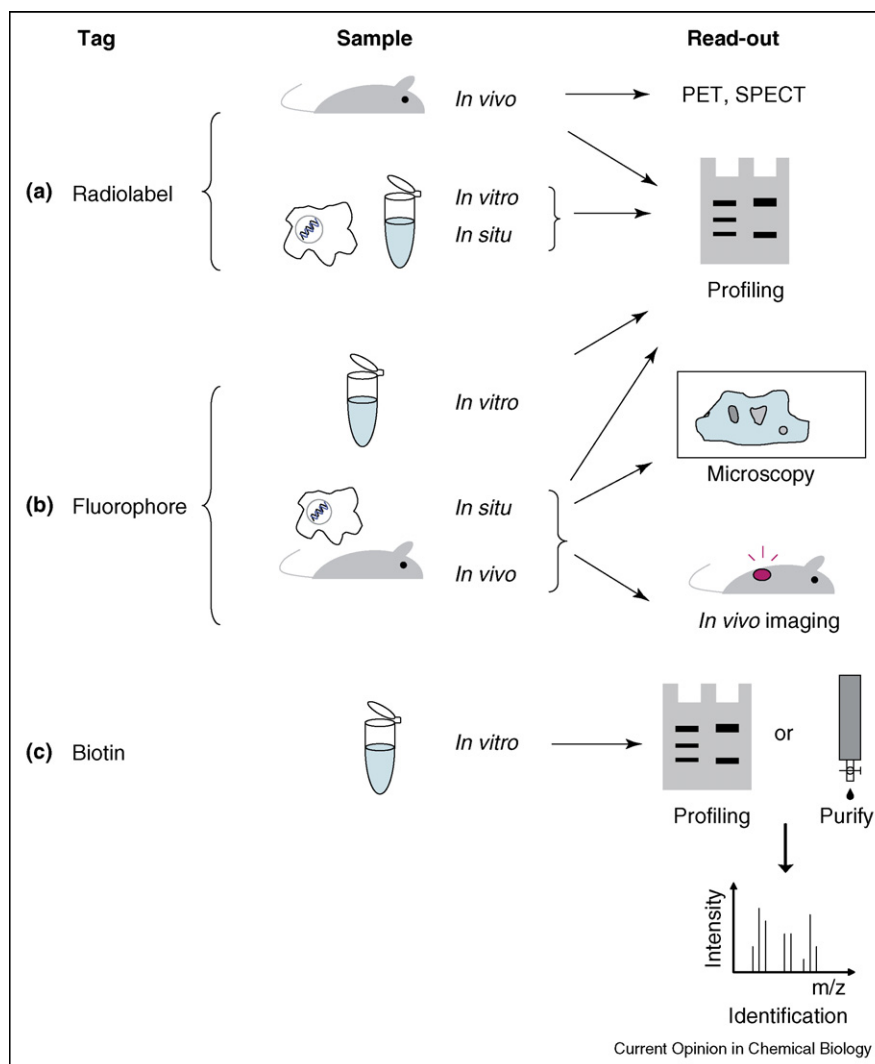 Tag Sample Read-out
In vivo PET, SPECT
(a) Radiolabel
In vitro
In situ
Profiling
In vitro
Microscopy
(b) Fluorophore
In situ
In vivo
In vivo imaging
(c) Biotin
In vitro
or
Profiling Purify
Intensity
m/z
Identification
Current Opinion in Chemical Biology